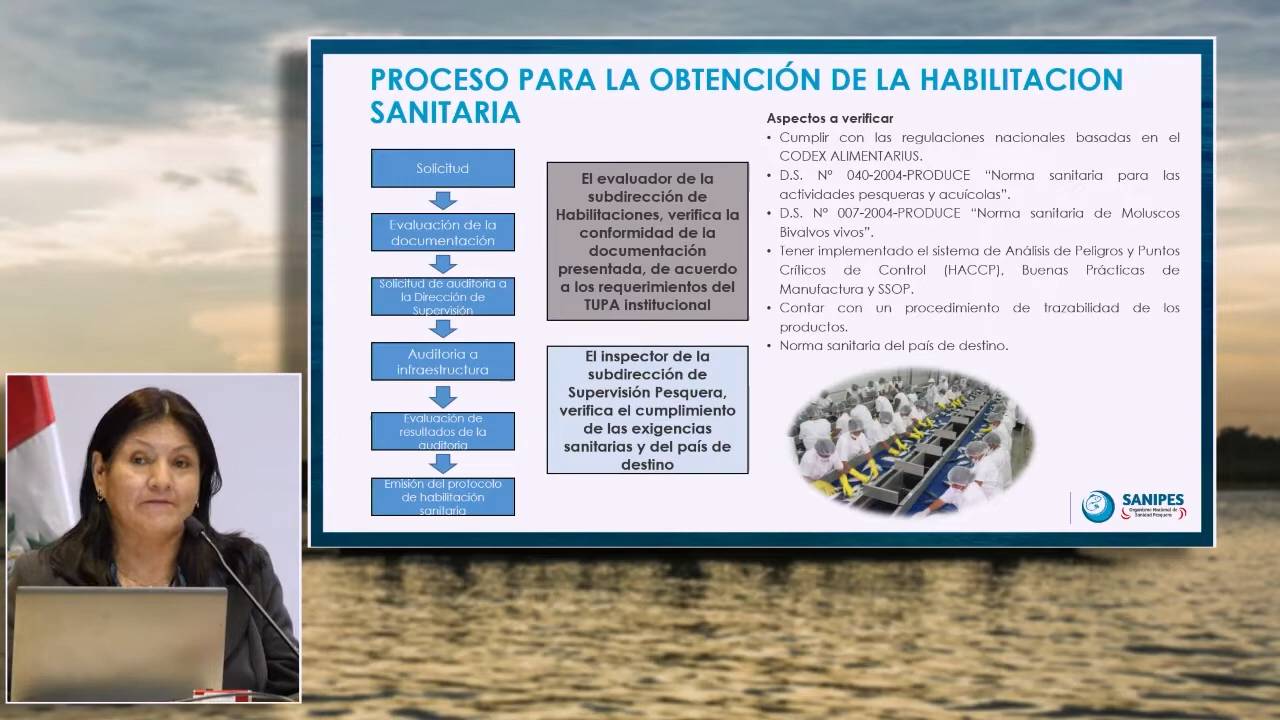 PROCESO PARA LA OBTENCIÓN DE LA HABILITACION
SANITARIA
Solicitud
Evaluación de la
documentación
Solicitud de auditoria a
la Dirección de
Supervisión
Auditoria a
infraestructura
Evaluación de
resultados de la
auditoria
Emisión del protocolo
de habilitación
sanitaria
El evaluador de la
subdirección de
Habilitaciones, verifica la
conformidad de la
documentación
presentada, de acuerdo
a los requerimientos del
TUPA institucional
El inspector de la
subdirección de
Supervisión Pesquera,
verifica el cumplimiento
de las exigencias
sanitarias y del país de
destino
Aspectos a verificar
• Cumplir con las regulaciones nacionales basadas en el
CODEX ALIMENTARIUS.
• D.S. Nº 040-2004-PRODUCE “Norma sanitaria para las
actividades pesqueras y acuícolas”.
• D.S. Nº 007-2004-PRODUCE “Norma sanitaria de Moluscos
Bivalvos vivos”.
• Tener implementado el sistema de Análisis de Peligros y Puntos
Críticos de Control (HACCP), Buenas Prácticas de
Manufactura y SSOP.
• Contar con un procedimiento de trazabilidad de los
productos.
• Norma sanitaria del país de destino.
SANIPES
Organismo Nacional de
Sanidad Pesquera